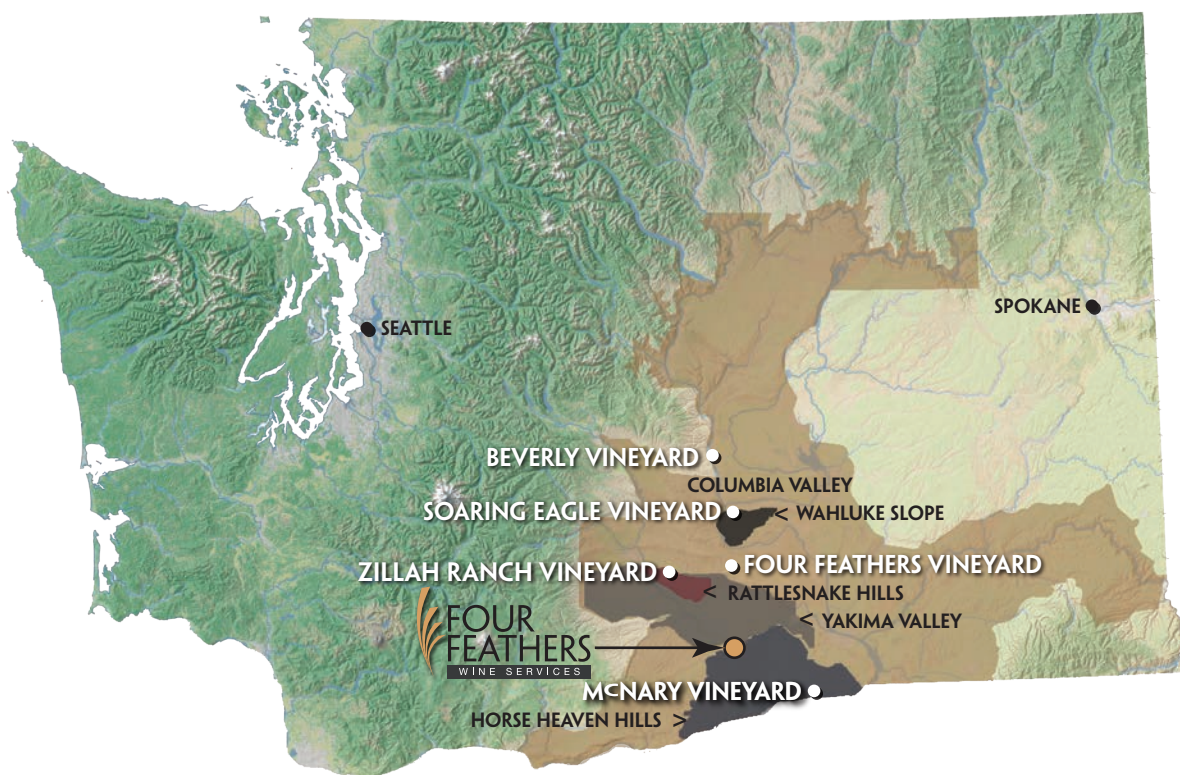 SPOKANE
SEATTLE
BEVERLY VINEYARD
COLUMBIA VALLEY
SOARING EAGLE VINEYARD
< WAHLUKE SLOPE
FOUR FEATHERS VINEYARD
ZILLAH RANCH VINEYARD
< RATTLESNAKE HILLS
FOUR
FEATHERS
WINE SERVICES
< YAKIMA VALLEY
McNARY VINEYARD
HORSE HEAVEN HILLS >